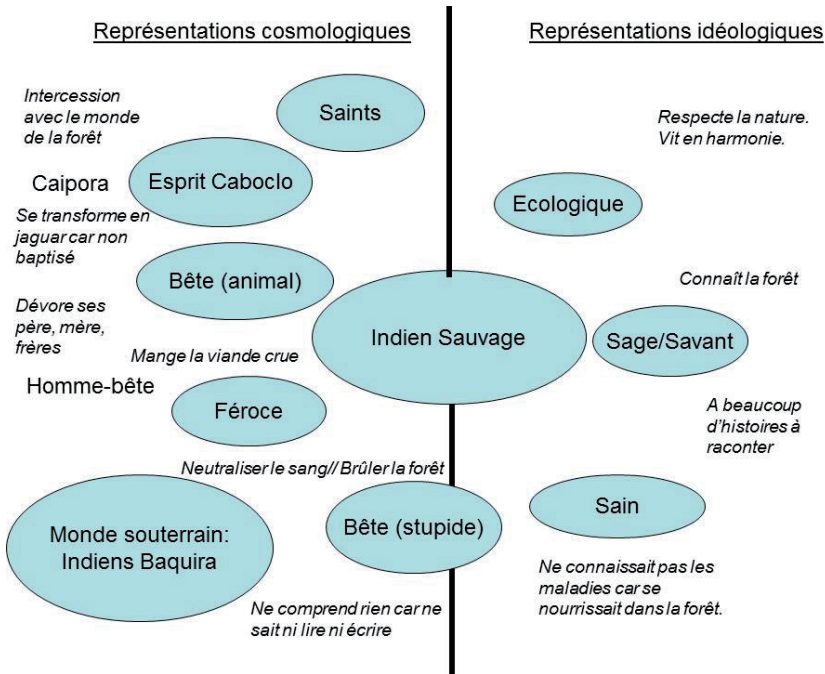 Représentations cosmologiques
Représentations idéologiques
Intercession
avec le monde
de la forêt
Saints
Respecte la nature.
Vit en harmonie.
Caipora
Esprit Caboclo
Ecologique
Se transforme en
jaguar car non
baptisé
Bête (animal)
Connaît la forêt
Dévore ses
père, mère,
frères
Indien Sauvage
Sage/Savant
Mange la viande crue
Homme-bête
Féroce
A beaucoup
d'histoires à
raconter
Neutraliser le sang// Brûler la forêt
Monde souterrain:
Indiens Baquira
Bête (stupide)
Sain
Ne connaissait pas les
maladies car se
nourrissait dans la forêt.
Ne comprend rien car ne
sait ni lire ni écrire